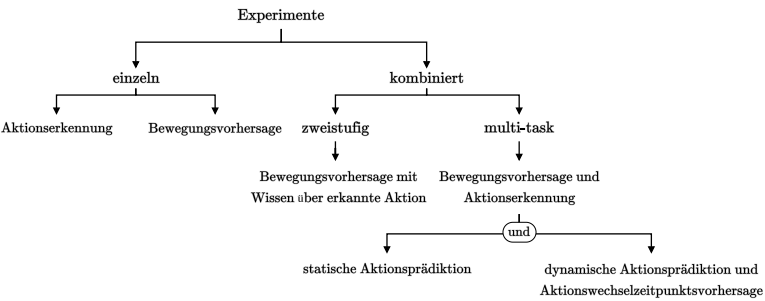 Experimente
einzeln
kombiniert
Aktionserkennung
Bewegungsvorhersage
zweistufig
multi-task
Bewegungsvorhersage mit
Wissen über erkannte Aktion
Bewegungsvorhersage und
Aktionserkennung
und
statische Aktionsprädiktion
dynamische Aktionsprädiktion und
Aktionswechselzeitpunktsvorhersage